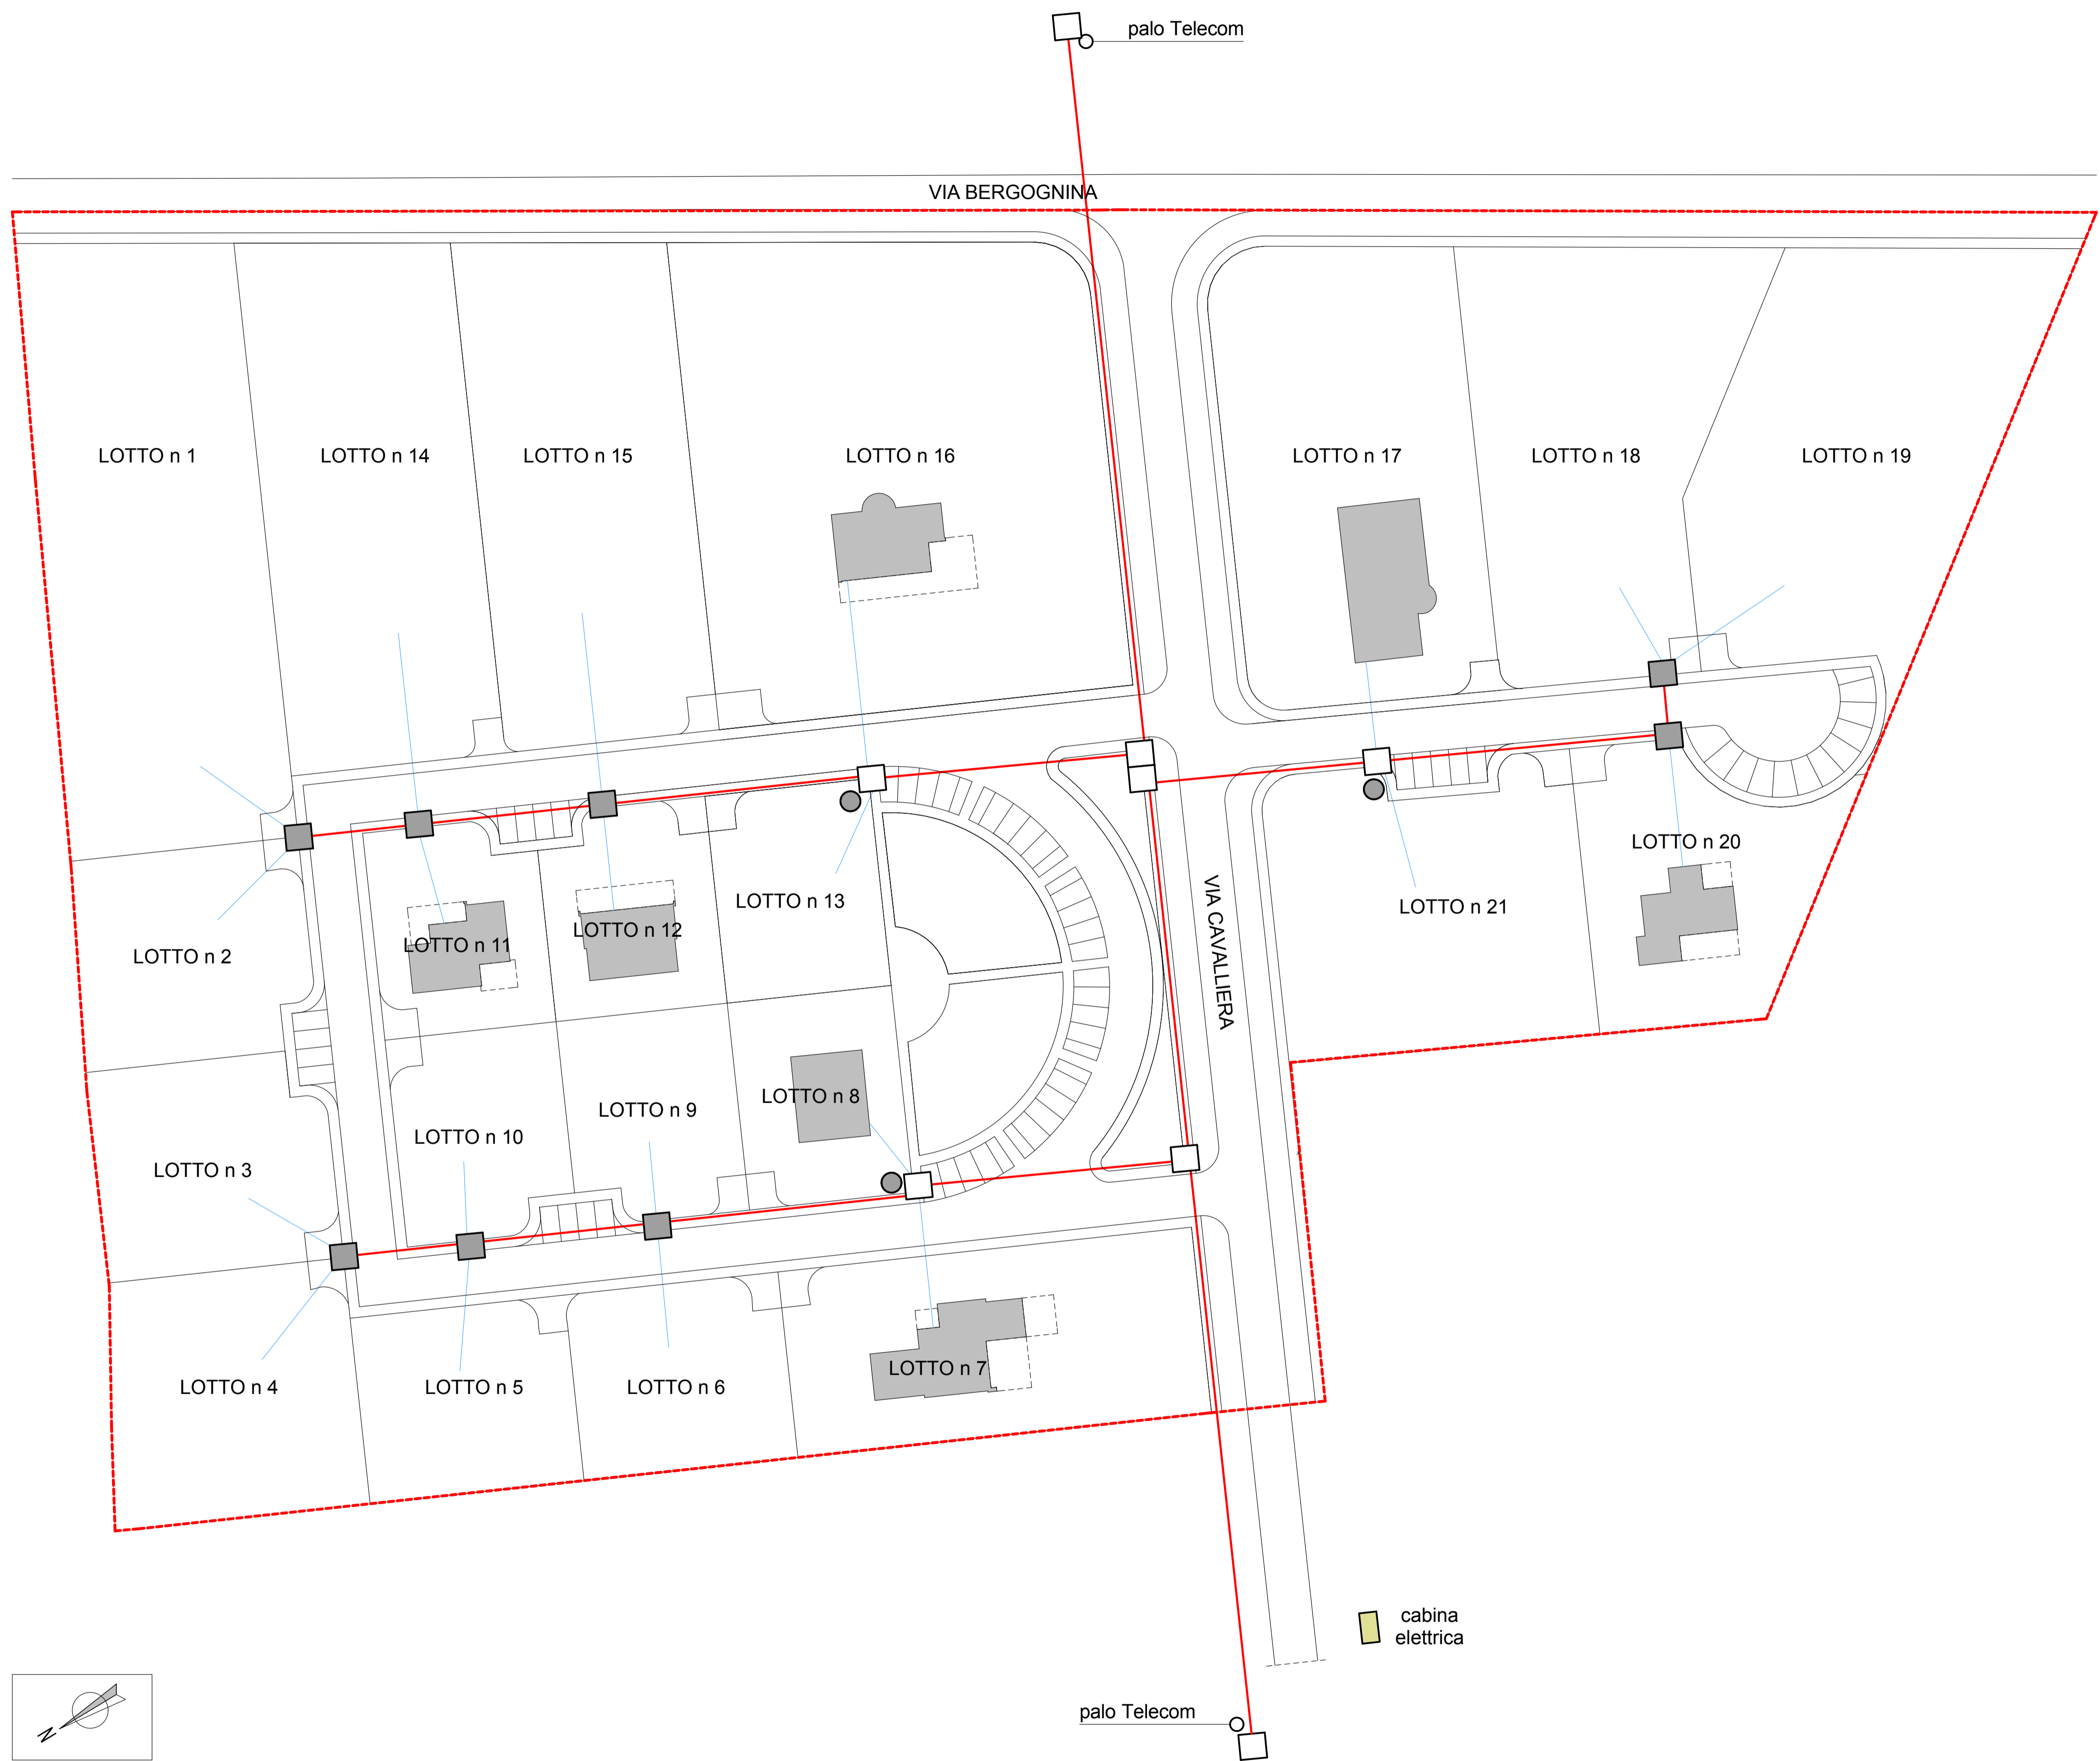 palo Telecom
VIA BERGOGNINA
LOTTO n 1
LOTTO n 14
LOTTO n 15
LOTTO n 16
LOTTO n 17
LOTTO n 18
LOTTO n 19
LOTTO n 20
LOTTO n 2
LOTTO n 11
LOTTO n 12
LOTTO n 13
VIA CAVALLIERA
LOTTO n 21
LOTTO n 3
LOTTO n 10
LOTTO n 9
LOTTO n 8
LOTTO n 4
LOTTO n 5
LOTTO n 6
LOTTO n 7
cabina
elettrica
palo Telecom
N